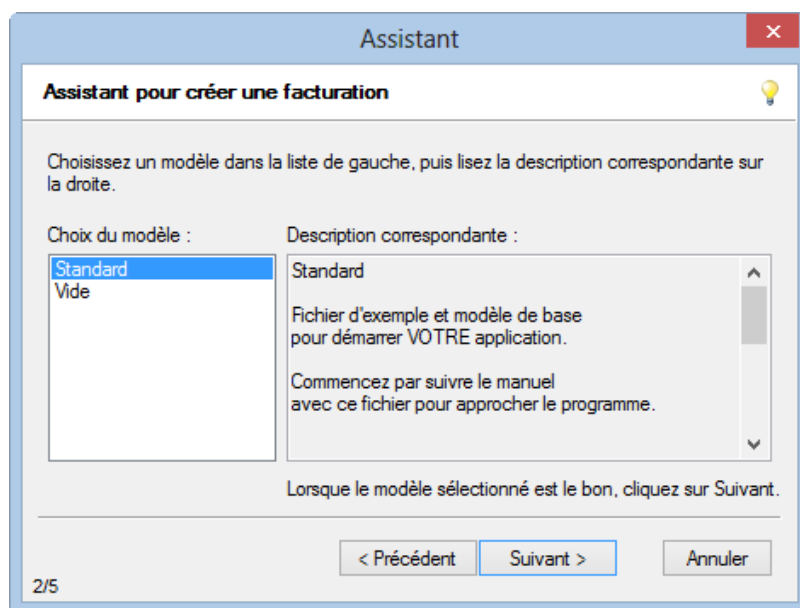 Assistant
Assistant pour créer une facturation
Choisissez un modèle dans la liste de gauche, puis lisez la description correspondante sur
la droite.
Choix du modèle :
Description correspondante :
Standard
Vide
Standard
Fichier d'exemple et modèle de base
pour démarrer VOTRE application.
Commencez par suivre le manuel
avec ce fichier pour approcher le programme.
Lorsque le modèle sélectionné est le bon, cliquez sur Suivant.
< Précédent
Suivant >
Annuler
2/5